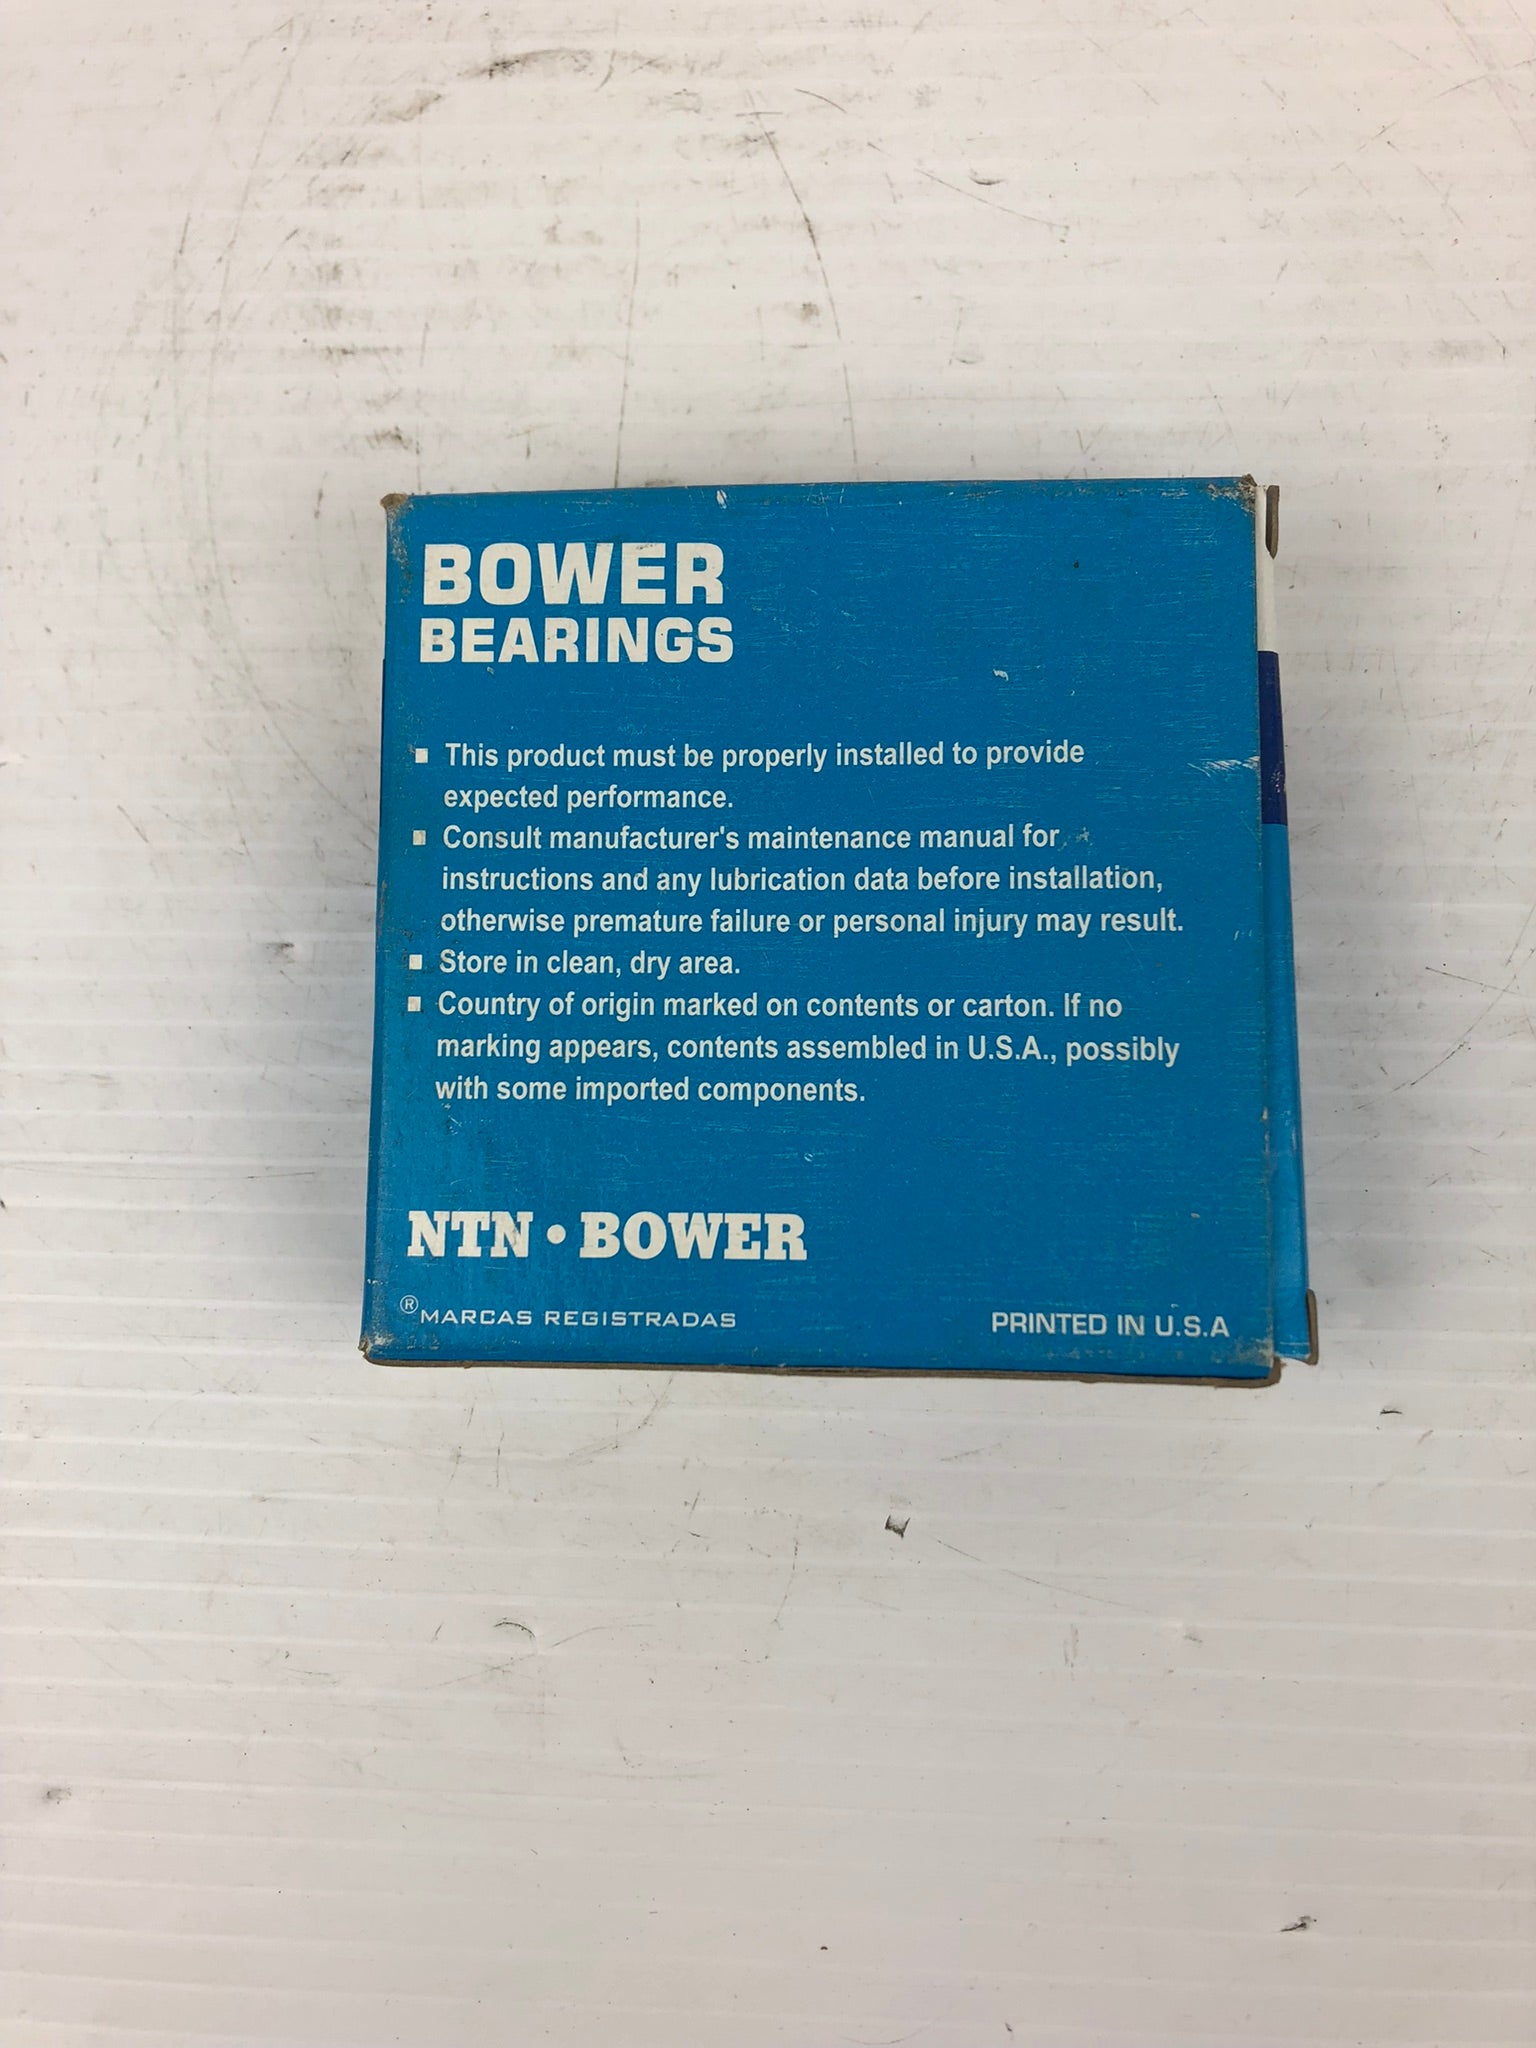 BOWER
BEARINGS
▪ This product must be properly installed to provide
expected performance.
▪ Consult manufacturer's maintenance manual for
instructions and any lubrication data before installation,
otherwise premature failure or personal injury may result.
▪ Store in clean, dry area.
▪ Country of origin marked on contents or carton. If no
marking appears, contents assembled in U.S.A., possibly
with some imported components.
NTN • BOWER
® MARCAS REGISTRADAS
PRINTED IN U.S.A